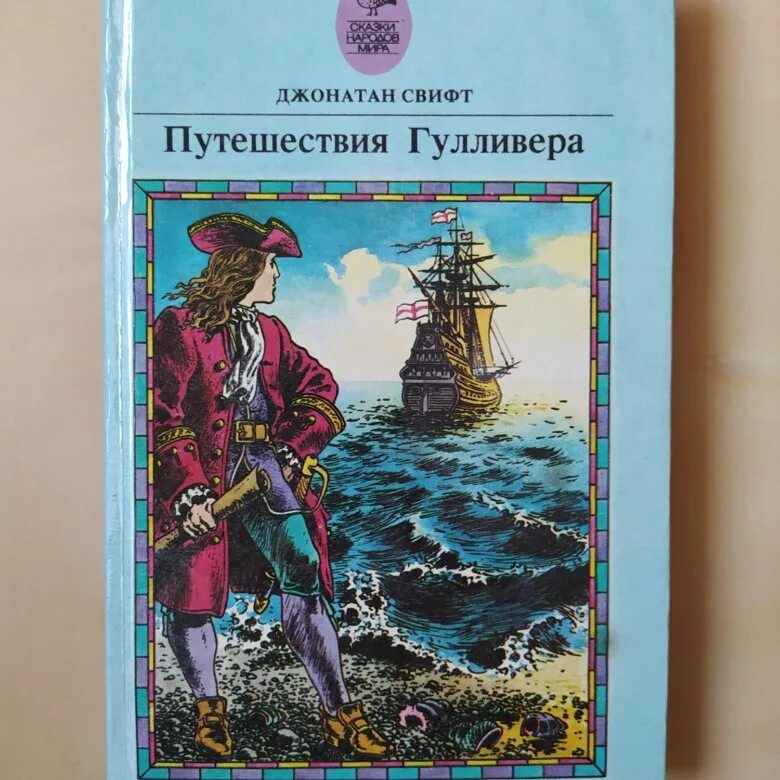 СКАЗКИ
НАРОДОВ
МИРА
ДЖОНАТАН СВИФТ
Путешествия Гулливера